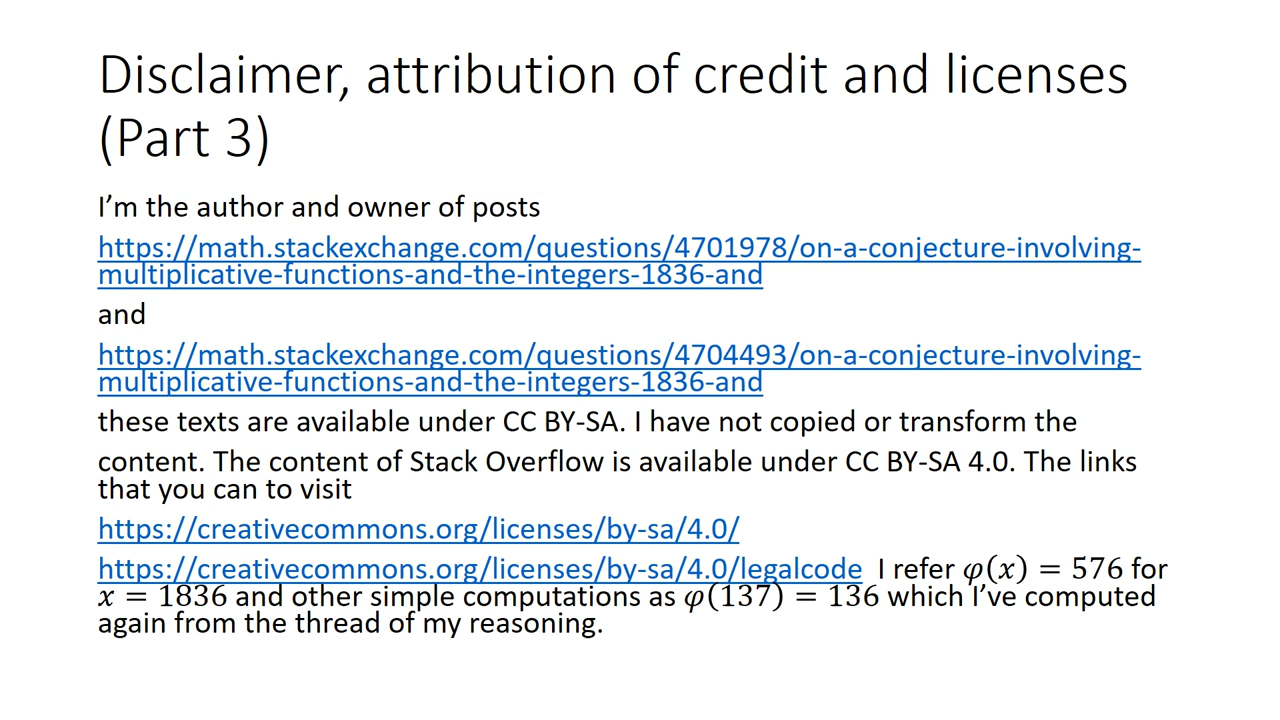 Disclaimer, attribution of credit and licenses
(Part 3)
I’m the author and owner of posts
https://math.stackexchange.com/questions/4701978/on-a-conjecture-involving-
multiplicative-functions-and-the-integers-1836-and
and
https://math.stackexchange.com/questions/4704493/on-a-conjecture-involving-
multiplicative-functions-and-the-integers-1836-and
these texts are available under CC BY-SA. I have not copied or transform the
content. The content of Stack Overflow is available under CC BY-SA 4.0. The links
that you can to visit
https://creativecommons.org/licenses/by-sa/4.0/
https://creativecommons.org/licenses/by-sa/4.0/legalcode I refer φ(x) = 576 for
x = 1836 and other simple computations as φ(137) = 136 which I’ve computed
again from the thread of my reasoning.